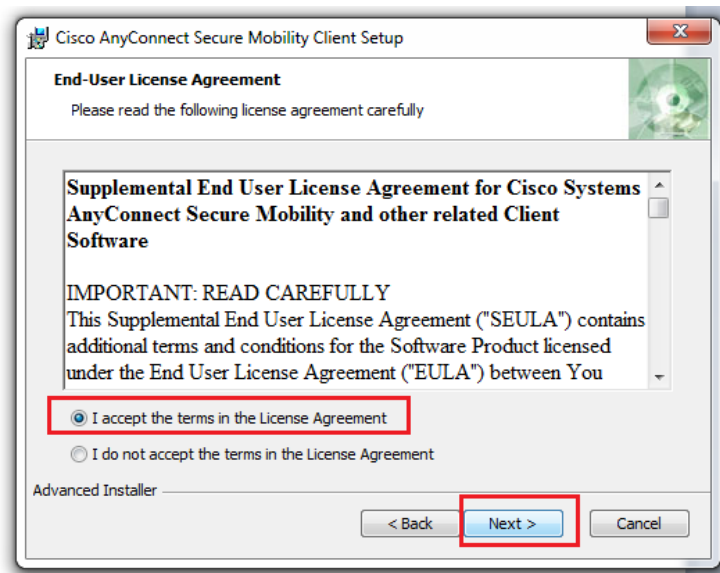 Cisco AnyConnect Secure Mobility Client Setup
End-User License Agreement
Please read the following license agreement carefully
Supplemental End User License Agreement for Cisco Systems
AnyConnect Secure Mobility and other related Client
Software
IMPORTANT: READ CAREFULLY
This Supplemental End User License Agreement ("SEULA") contains
additional terms and conditions for the Software Product licensed
under the End User License Agreement ("EULA") between You
I accept the terms in the License Agreement
I do not accept the terms in the License Agreement
Advanced Installer
< Back Next > Cancel